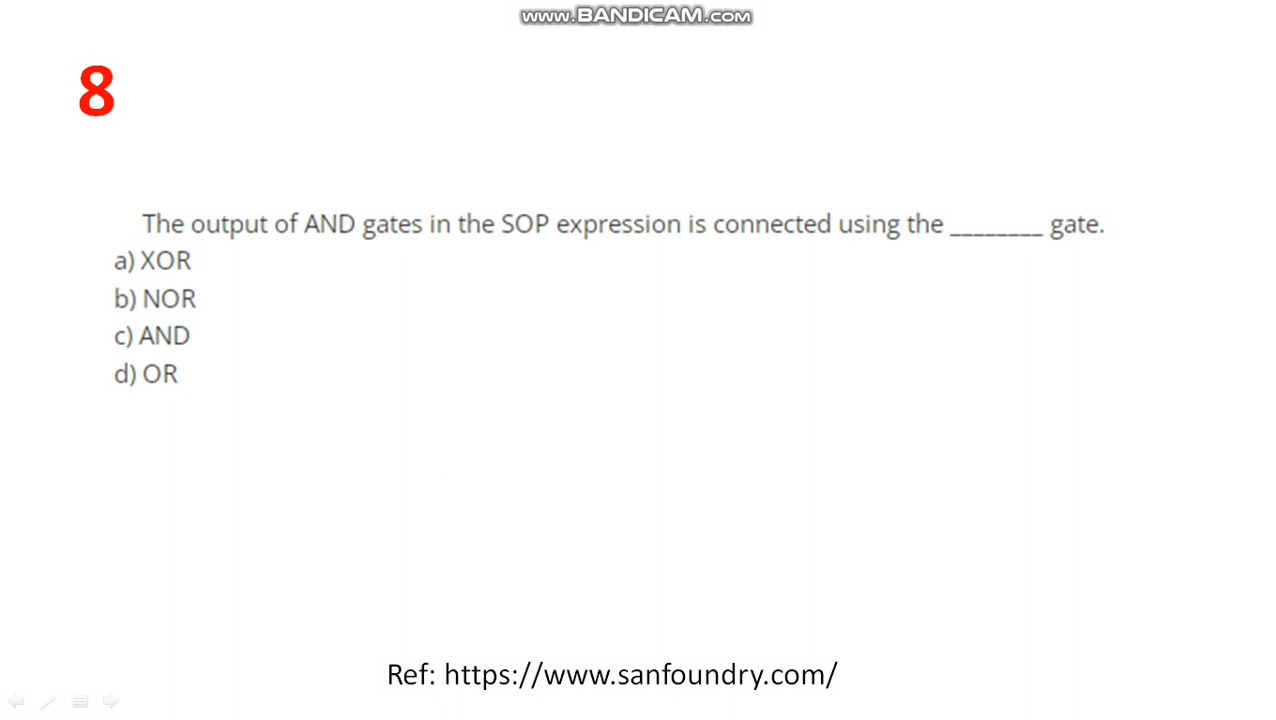 www.BANDICAM.com
8
The output of AND gates in the SOP expression is connected using the ________ gate.
a) XOR
b) NOR
c) AND
d) OR
Ref: https://www.sanfoundry.com/